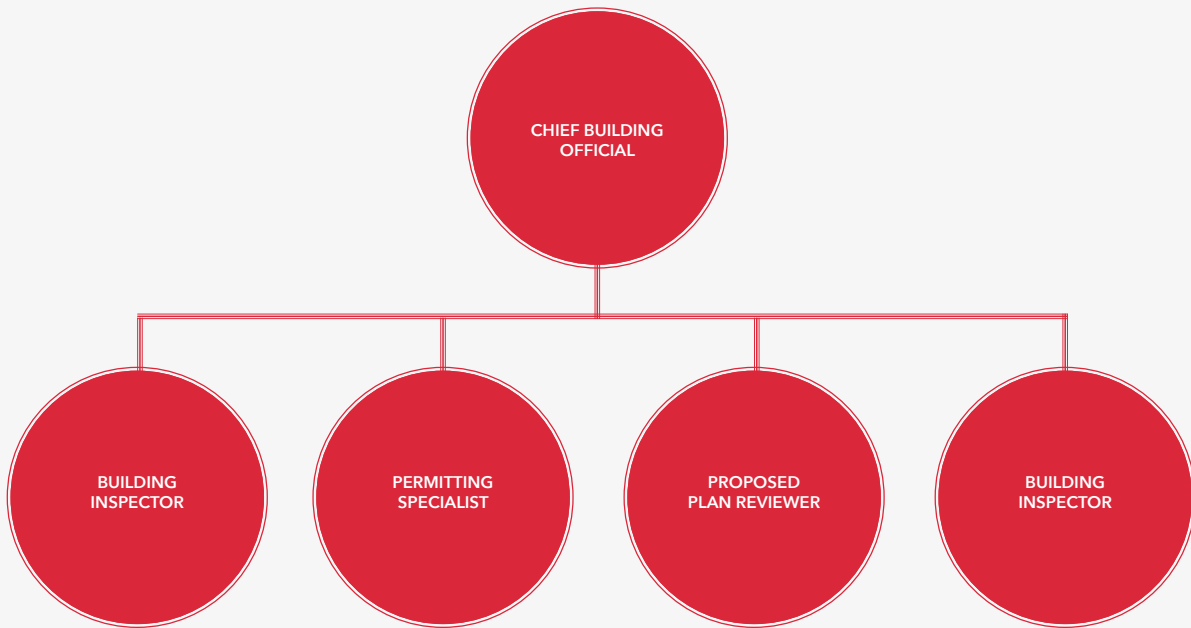 CHIEF BUILDING
OFFICIAL
BUILDING
INSPECTOR
PERMITTING
SPECIALIST
PROPOSED
PLAN REVIEWER
BUILDING
INSPECTOR